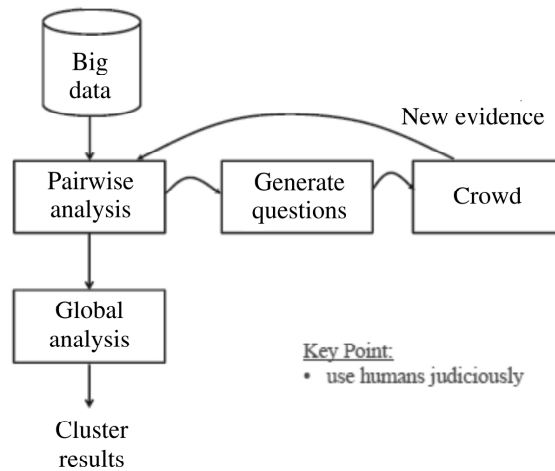 Big
data
New evidence
Pairwise
analysis
Generate
questions
Crowd
Global
analysis
Key Point:
• use humans judiciously
Cluster
results